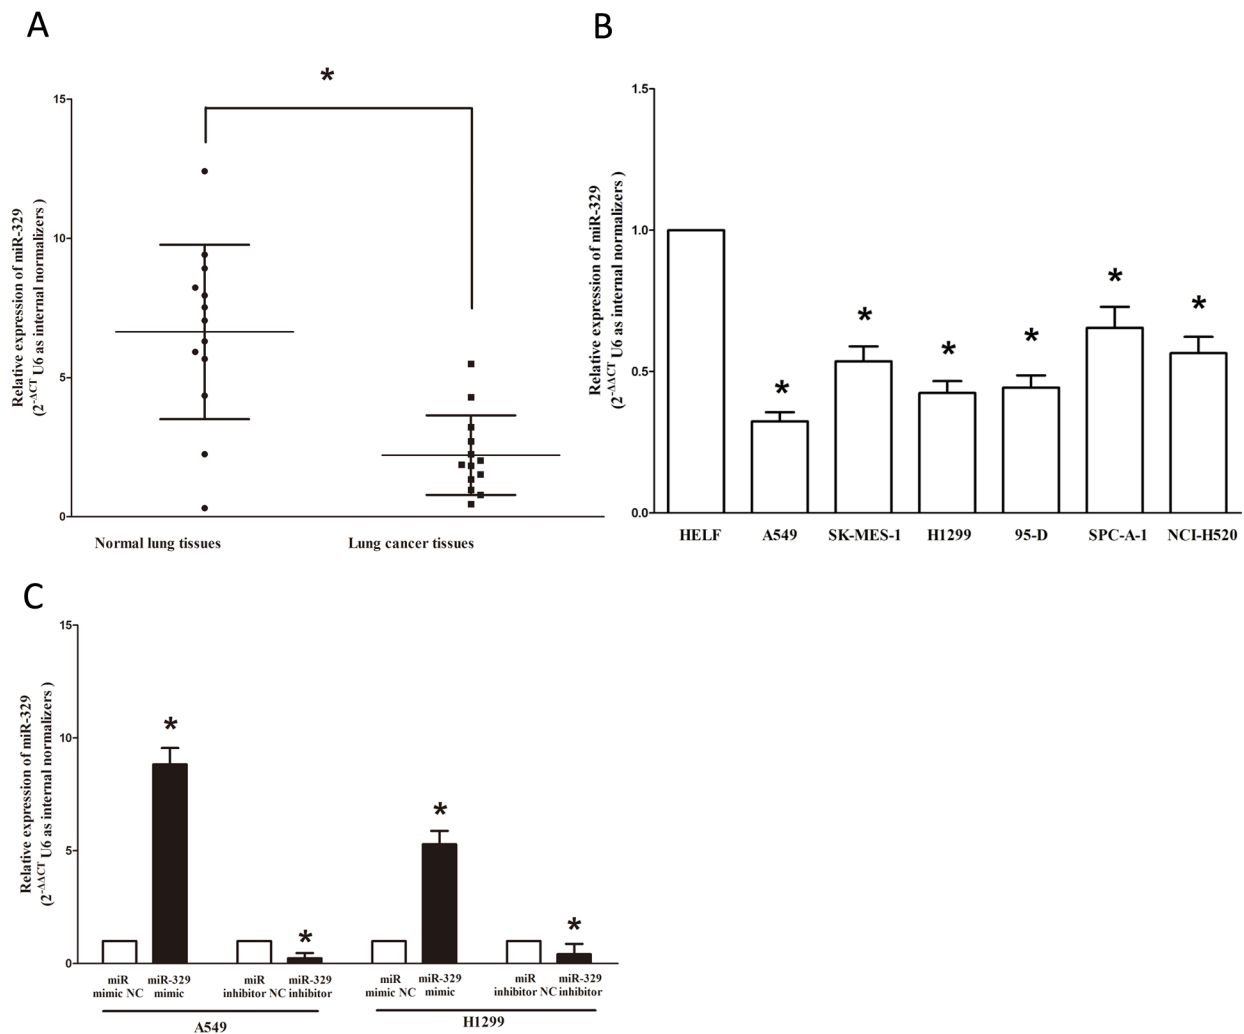 A
*
15
10
5
0
Relative expression of miR-329
(2-ΔCT U6 as internal normalizers )
Normal lung tissues Lung cancer tissues
B
1.5
1.0
0.5
0.0
Relative expression of miR-329
(2-ΔΔCT U6 as internal normalizers )
* * * * * *
HELF A549 SK-MES-1 H1299 95-D SPC-A-1 NCI-H520
C
15
10
5
0
Relative expression of miR-329
(2-ΔΔCT U6 as internal normalizers )
* * * *
miR miR-329 miR miR-329 miR miR-329 miR miR-329
mimic NC mimic inhibitor NC inhibitor mimic NC mimic inhibitor NC inhibitor
A549 H1299